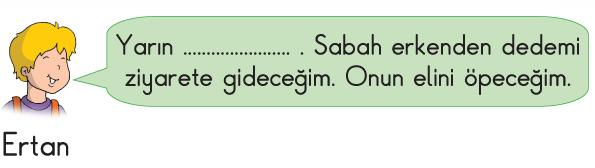 Yarın ...................... . Sabah erkenden dedemi
ziyarete gideceğim. Onun elini öpeceğim.
Ertan